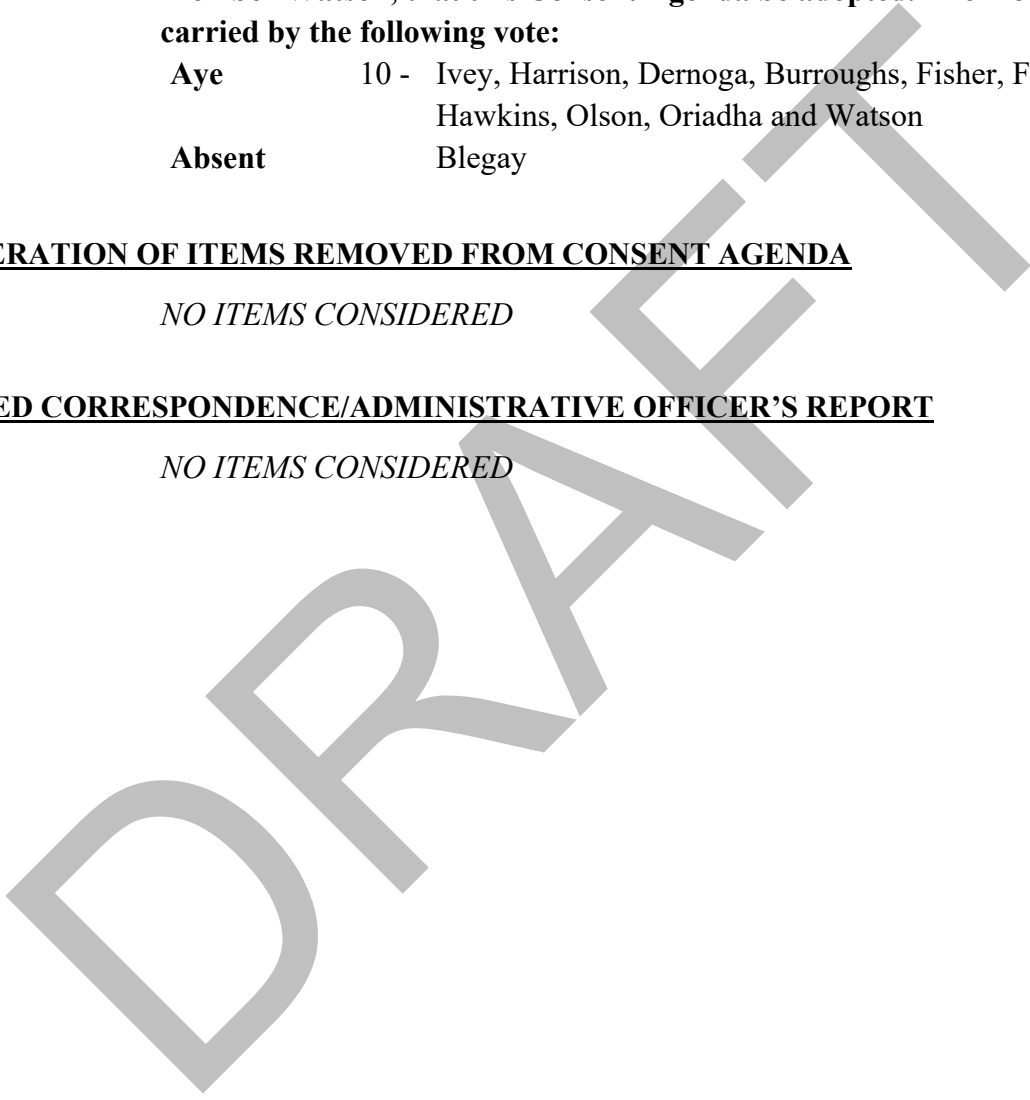 carried by the following vote:
Aye 10 - Ivey, Harrison, Dernoga, Burroughs, Fisher, F
Hawkins, Olson, Oriadha and Watson
Absent Blegay
ERATION OF ITEMS REMOVED FROM CONSENT AGENDA
NO ITEMS CONSIDERED
ED CORRESPONDENCE/ADMINISTRATIVE OFFICER’S REPORT
NO ITEMS CONSIDERED
DRAFT